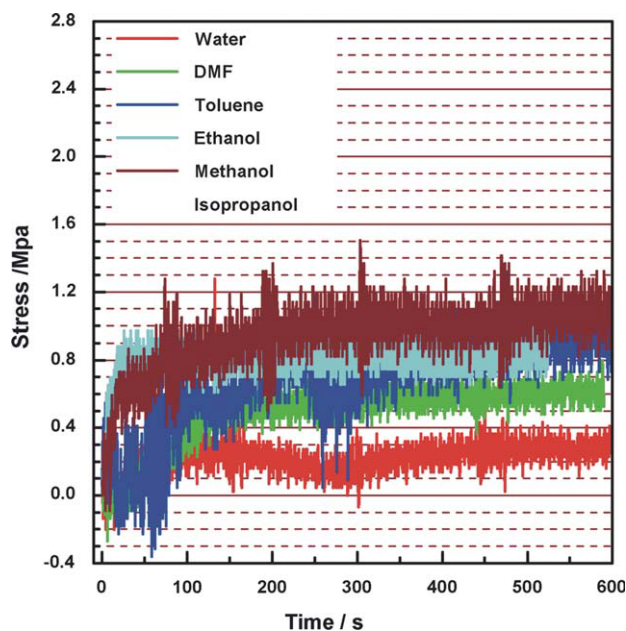 Water
DMF
Toluene
Ethanol
Methanol
Isopropanol
Stress /Mpa
2.8
2.4
2.0
1.6
1.2
0.8
0.4
0.0
-0.4
0
100
200
300
400
500
600
Time / s